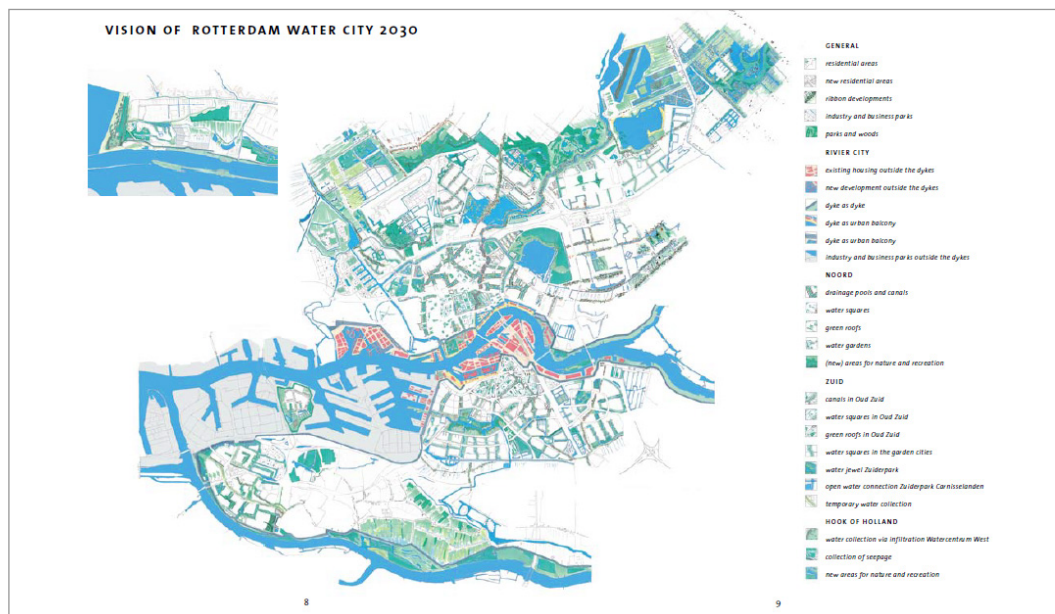 VISION OF ROTTERDAM WATER CITY 2030
GENERAL
residential areas
new residential areas
ribbon developments
industry and business parks
parks and woods
RIVIER CITY
existing housing outside the dykes
new development outside the dykes
dyke as dyke
dyke as urban balcony
dyke as urban balcony
industry and business parks outside the dykes
NOORD
drainage pools and canals
water squares
green roofs
water gardens
(new) areas for nature and recreation
ZUID
canals in Oud Zuid
water squares in Oud Zuid
green roofs in Oud Zuid
water squares in the garden cities
water jewel Zuiderpark
open water connection Zuiderpark Carnisselanden
temporary water collection
HOOK OF HOLLAND
water collection via infiltration Watercentrum West
collection of seepage
new areas for nature and recreation
8
9